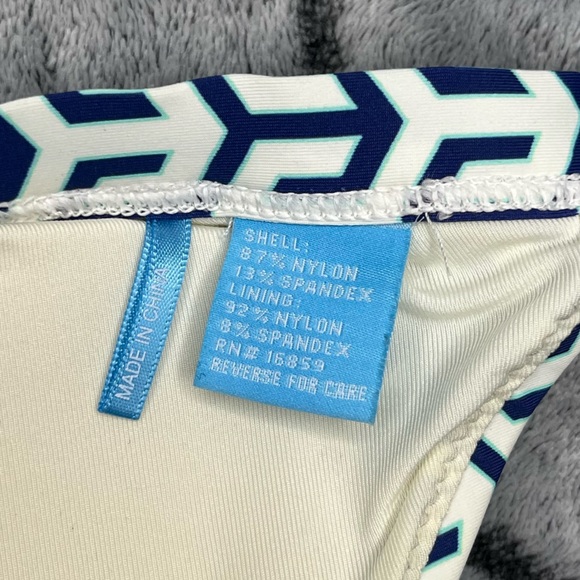 SHELL:
87% NYLON
13% SPANDEX
LINING:
92% NYLON
8% SPANDEX
RN# 16859
REVERSE FOR CARE
MADE IN CHINA